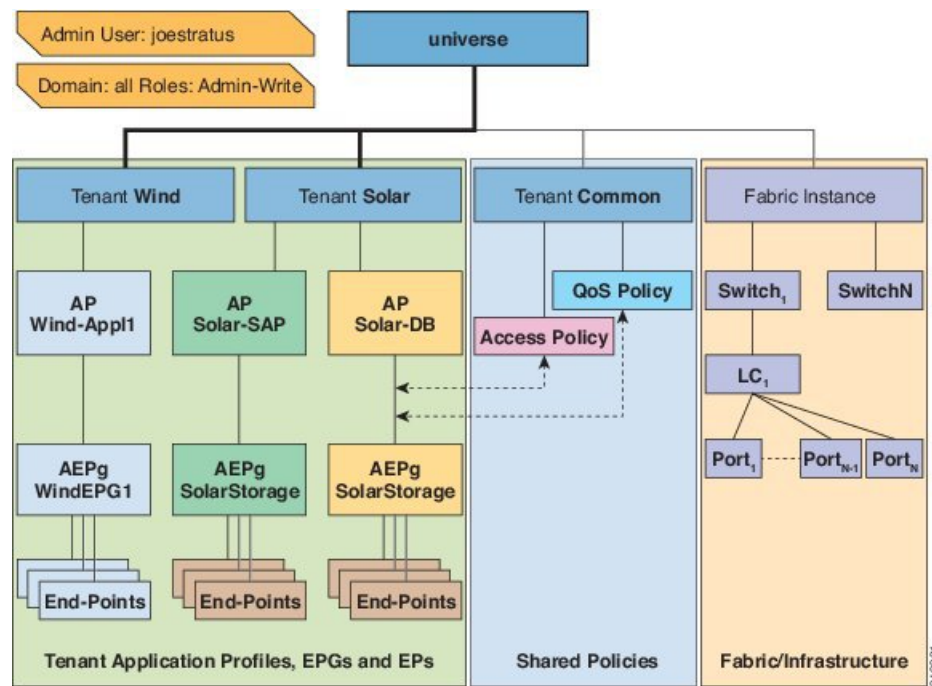 Admin User: joestratus
Domain: all Roles: Admin-Write
universe
Tenant Wind
Tenant Solar
Tenant Common
Fabric Instance
AP
Wind-Appl1
AP
Solar-SAP
AP
Solar-DB
QoS Policy
Access Policy
Switch1
SwitchN
LC1
Port1
PortN-1
PortN
AEPg
WindEPG1
AEPg
SolarStorage
AEPg
SolarStorage
End-Points
End-Points
End-Points
Tenant Application Profiles, EPGs and EPs
Shared Policies
Fabric/Infrastructure